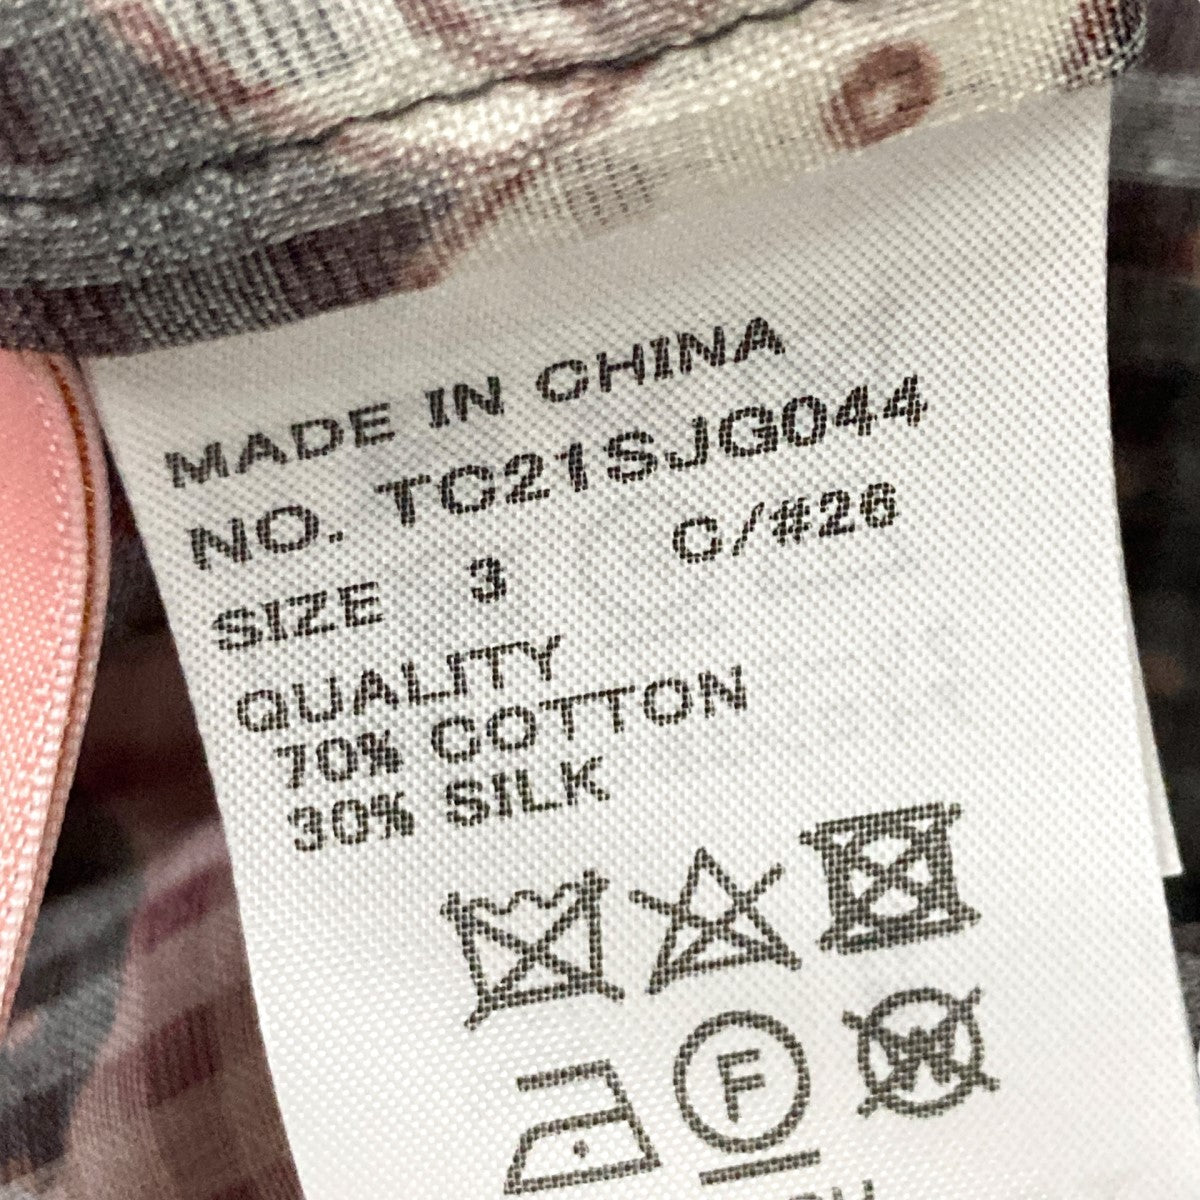 MADE IN CHINA
NO. TC21SJG044
SIZE 3 C/#26
QUALITY
70% COTTON
30% SILK
F